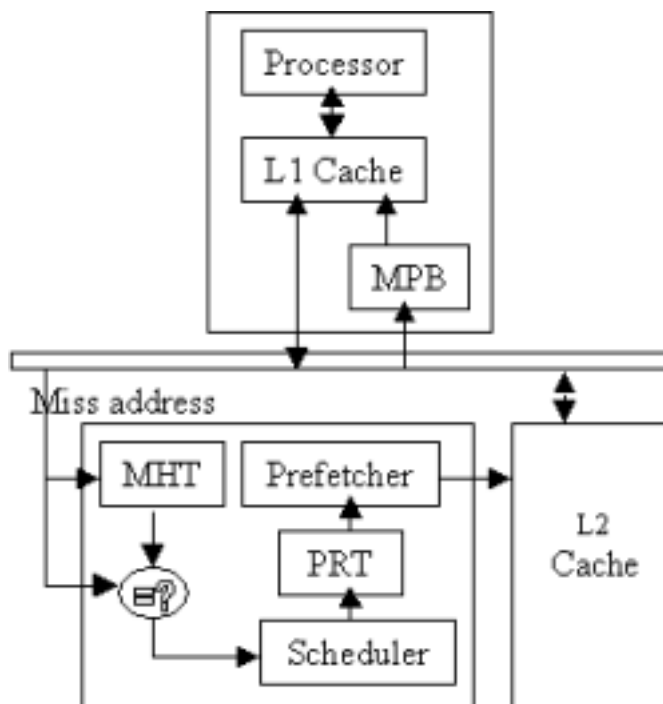 Processor
L1 Cache
MPB
Miss address
MHT
Prefetcher
PRT
=?
Scheduler
L2
Cache